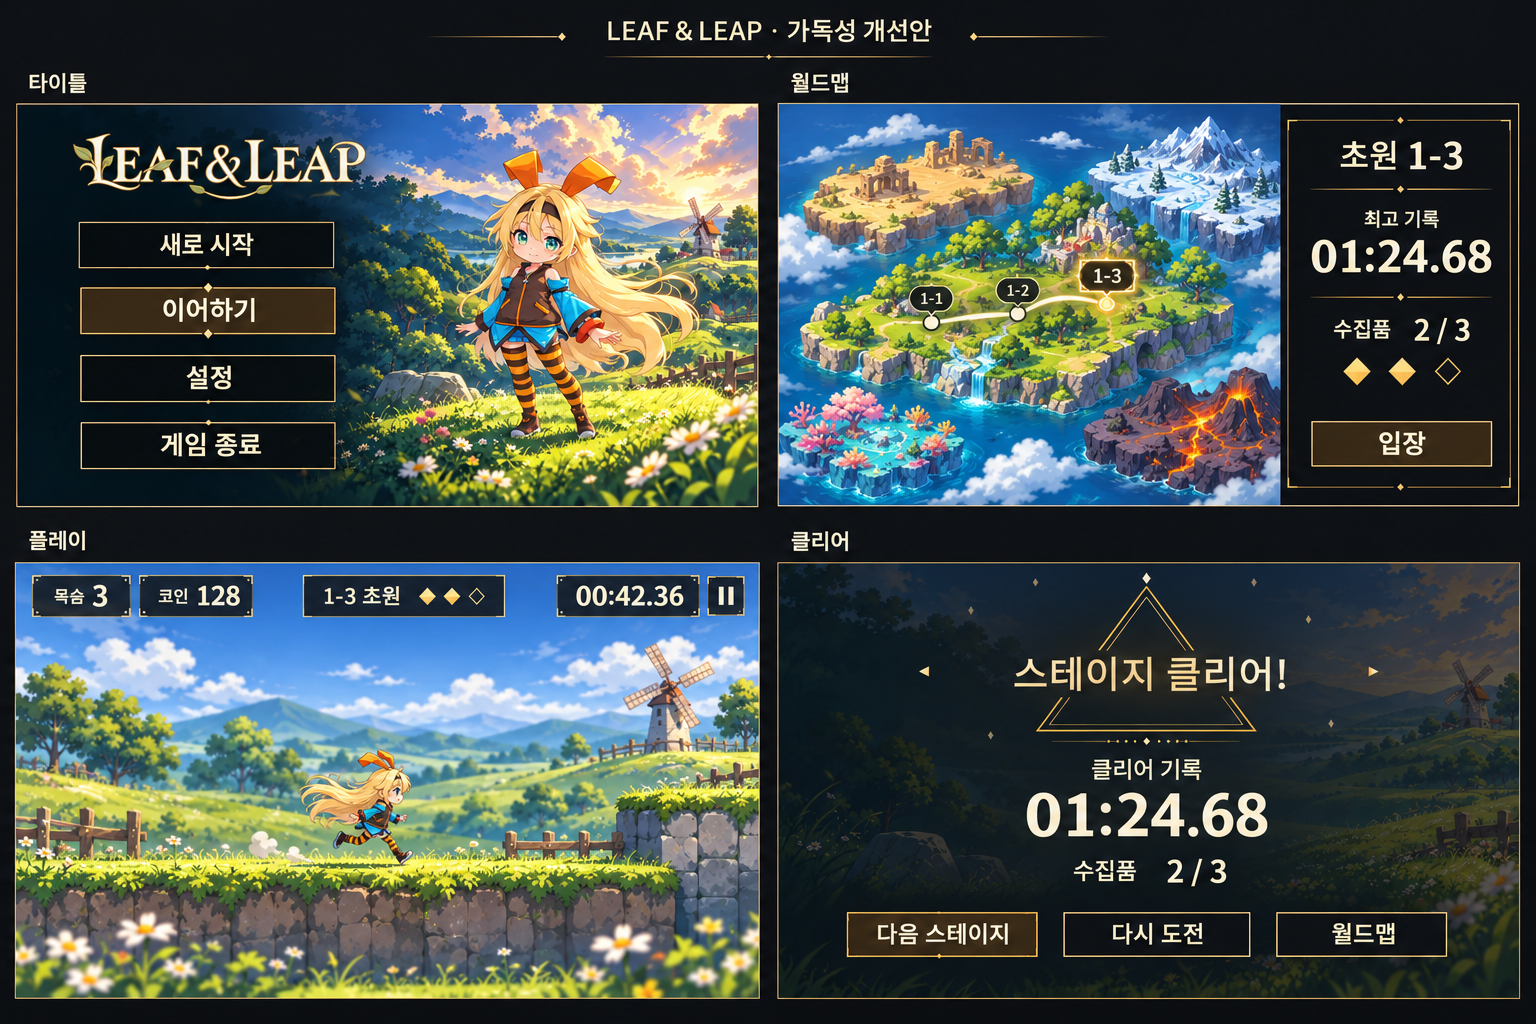 LEAF & LEAP · 가독성 개선안
타이틀
LEAF & LEAP
새로 시작
이어하기
설정
게임 종료
월드맵
1-1
1-2
1-3
초원 1-3
최고 기록
01:24.68
수집품 2 / 3
입장
플레이
목숨 3
코인 128
1-3 초원
00:42.36
클리어
스테이지 클리어!
클리어 기록
01:24.68
수집품 2 / 3
다음 스테이지
다시 도전
월드맵